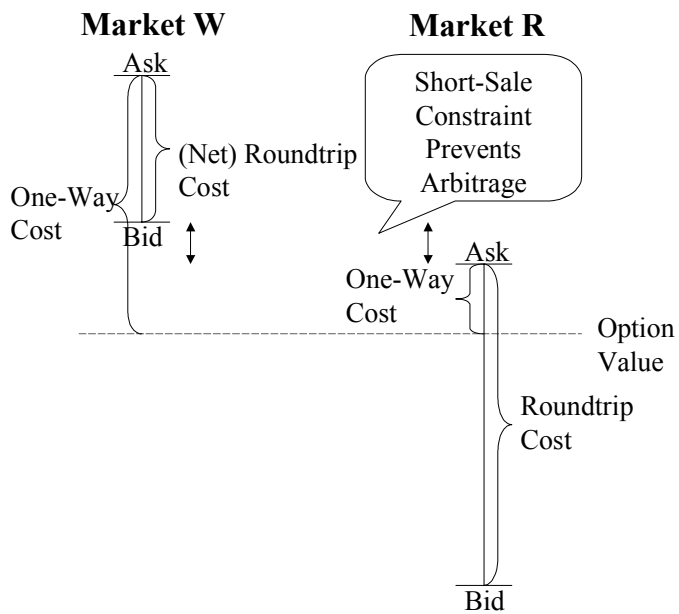 Market W
Ask
(Net) Roundtrip
Cost
One-Way
Cost
Bid
Market R
Short-Sale
Constraint
Prevents
Arbitrage
Ask
One-Way
Cost
Option
Value
Roundtrip
Cost
Bid